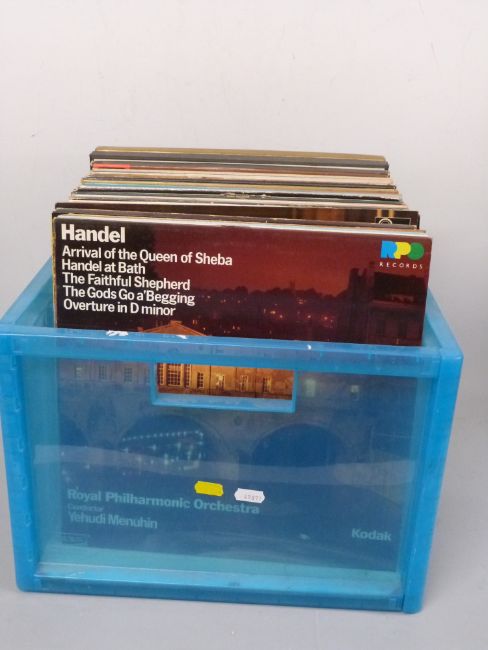 Handel
RPO
RECORDS
Arrival of the Queen of Sheba
Handel at Bath
The Faithful Shepherd
The Gods Go a'Begging
Overture in D minor
Royal Philharmonic Orchestra
Conductor
Yehudi Menuhin
Kodak